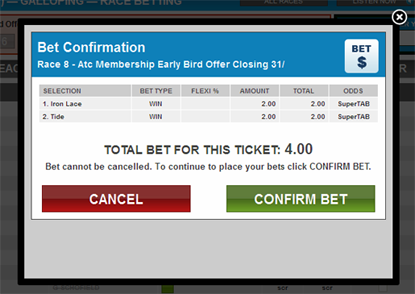 — GALLOPING — RACE BETTING
ALL RACES
LISTEN NOW
Bet Confirmation
Race 8 - Atc Membership Early Bird Offer Closing 31/
BET
$
SELECTION BET TYPE FLEXI % AMOUNT TOTAL ODDS
1. Iron Lace WIN 2.00 2.00 SuperTAB
2. Tide WIN 2.00 2.00 SuperTAB
TOTAL BET FOR THIS TICKET: 4.00
Bet cannot be cancelled. To continue to place your bets click CONFIRM BET.
CANCEL
CONFIRM BET
scr scr